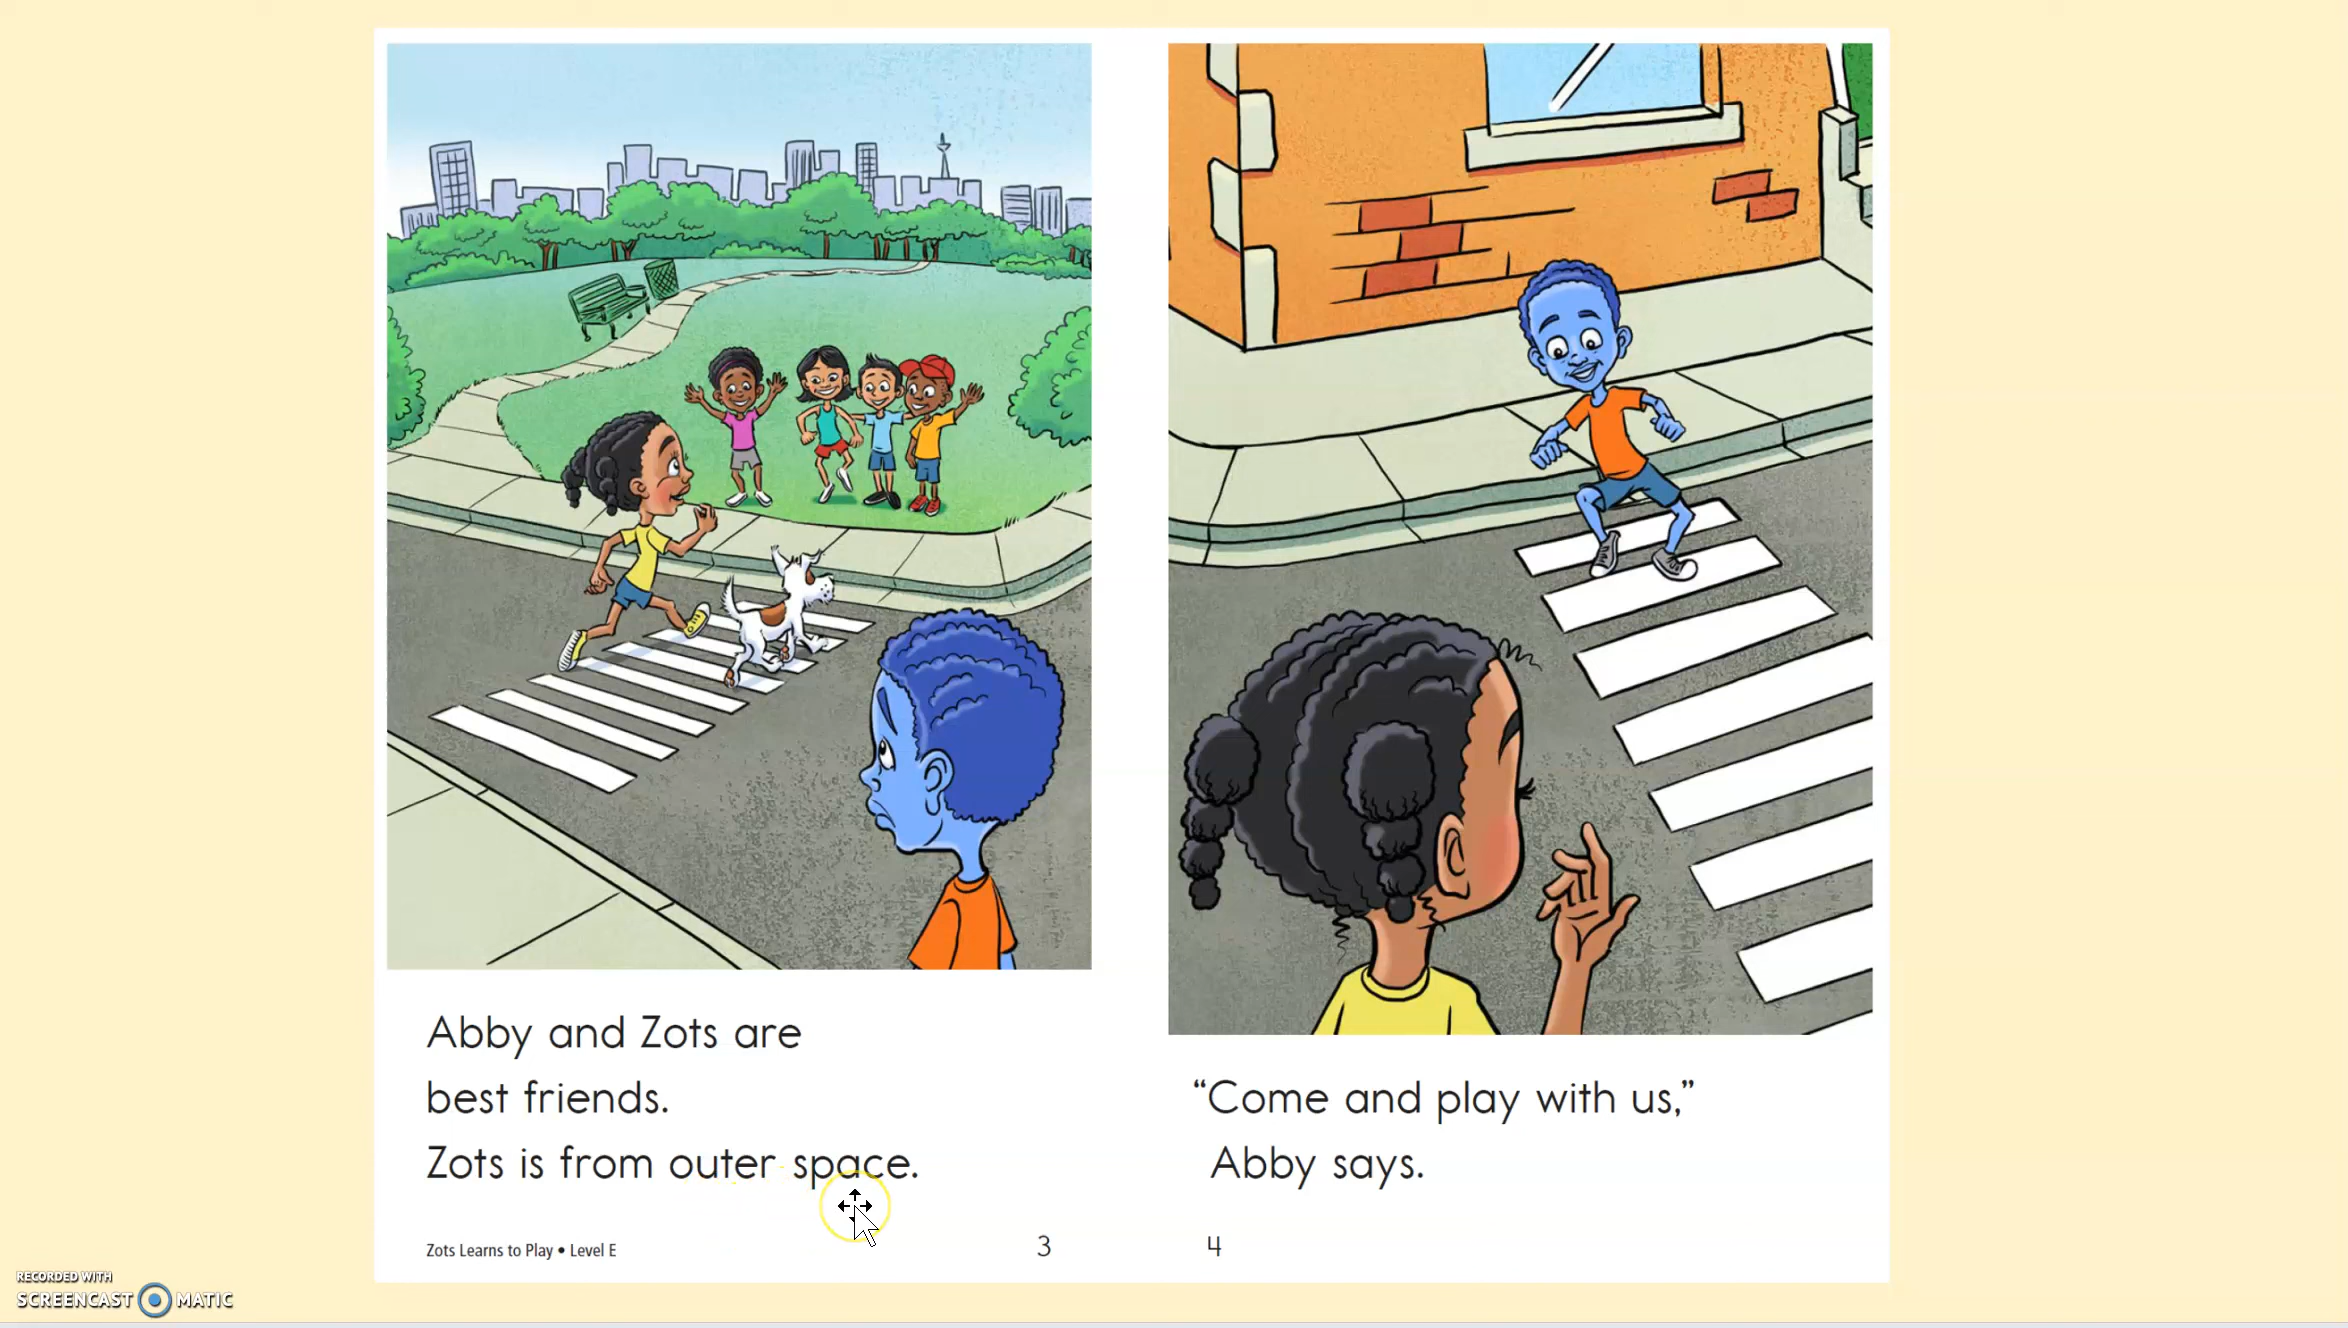 Abby and Zots are
best friends.
Zots is from outer space.
Zots Learns to Play • Level E
3
“Come and play with us,”
Abby says.
4
RECORDED WITH
SCREENCAST MATIC